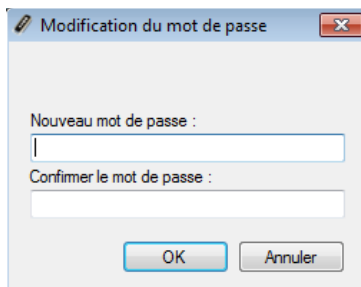 Modification du mot de passe
Nouveau mot de passe :
Confirmer le mot de passe :
OK
Annuler